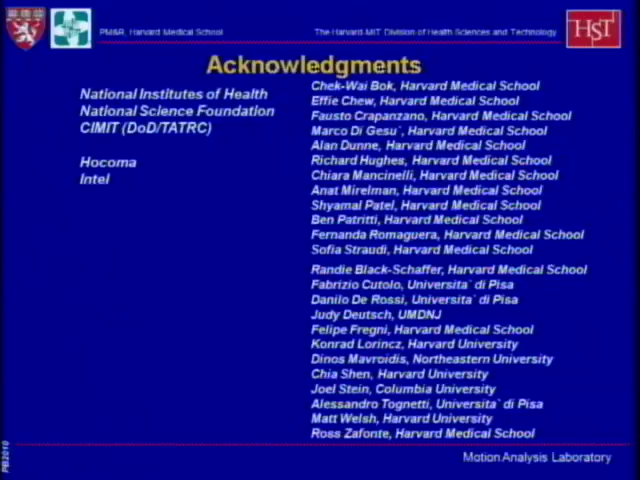 PM&R, Harvard Medical School
The Harvard-MIT Division of Health Sciences and Technology
HST
Acknowledgments
National Institutes of Health
National Science Foundation
CIMIT (DoD/TATRC)
Hocoma
Intel
Chek-Wai Bok, Harvard Medical School
Effie Chew, Harvard Medical School
Fausto Crapanzano, Harvard Medical School
Marco Di Gesu`, Harvard Medical School
Alan Dunne, Harvard Medical School
Richard Hughes, Harvard Medical School
Chiara Mancinelli, Harvard Medical School
Anat Mirelman, Harvard Medical School
Shyamal Patel, Harvard Medical School
Ben Patritti, Harvard Medical School
Fernanda Romaguera, Harvard Medical School
Sofia Straudi, Harvard Medical School
Randie Black-Schaffer, Harvard Medical School
Fabrizio Cutolo, Universita` di Pisa
Danilo De Rossi, Universita` di Pisa
Judy Deutsch, UMDNJ
Felipe Fregni, Harvard Medical School
Konrad Lorincz, Harvard University
Dinos Mavroidis, Northeastern University
Chia Shen, Harvard University
Joel Stein, Columbia University
Alessandro Tognetti, Universita` di Pisa
Matt Welsh, Harvard University
Ross Zafonte, Harvard Medical School
PB2010
Motion Analysis Laboratory